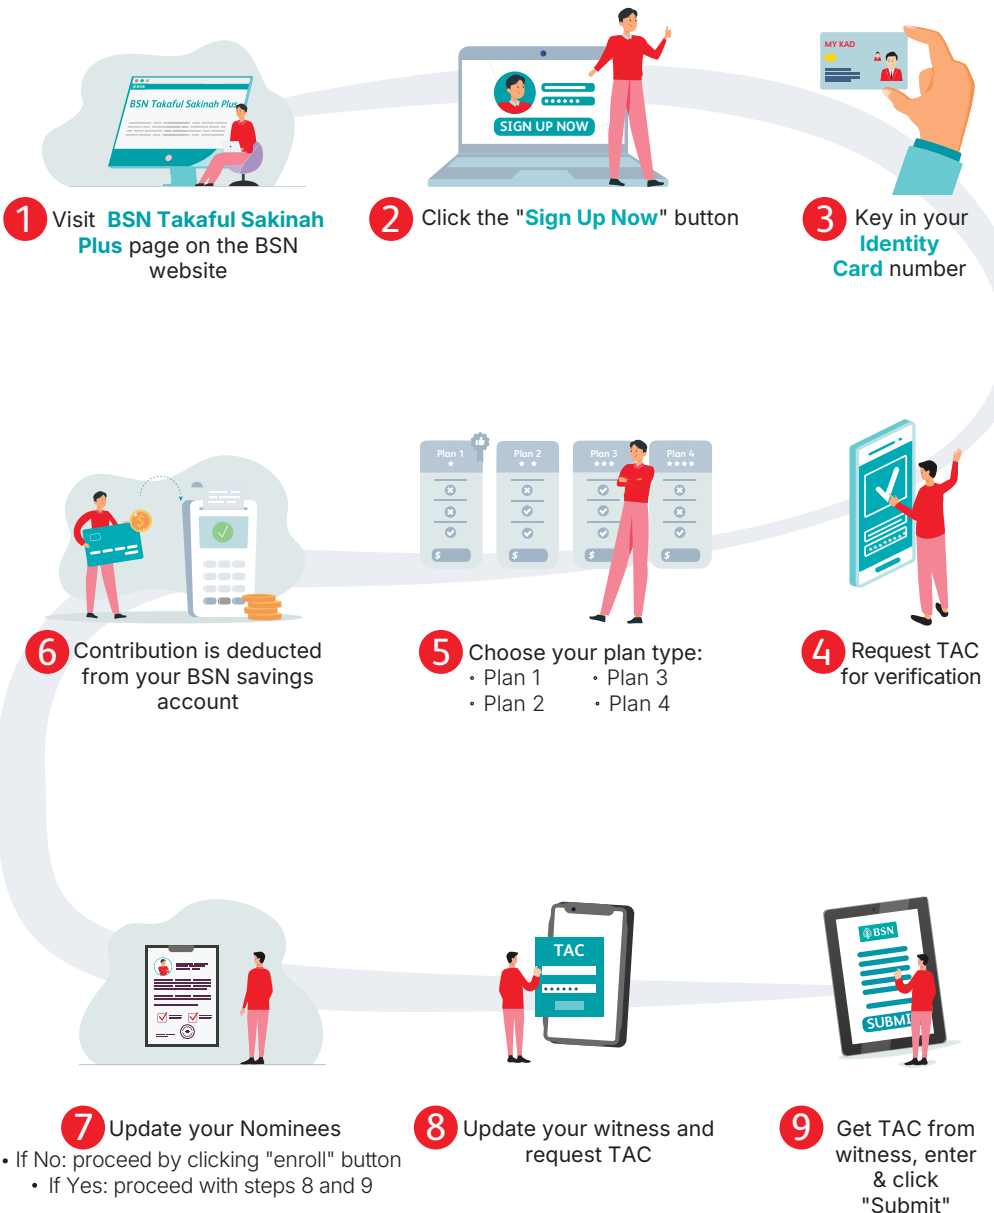 BSN
BSN Takaful Sakinah Plus
SIGN UP NOW
MY KAD
1 Visit BSN Takaful Sakinah
Plus page on the BSN
website
2 Click the "Sign Up Now" button
3 Key in your
Identity
Card number
Plan 1
Plan 2
Plan 3
Plan 4
$
$
$
$
$
6 Contribution is deducted
from your BSN savings
account
5 Choose your plan type:
• Plan 1 • Plan 3
• Plan 2 • Plan 4
4 Request TAC
for verification
TAC
BSN
7 Update your Nominees
• If No: proceed by clicking "enroll" button
• If Yes: proceed with steps 8 and 9
8 Update your witness and
request TAC
9 Get TAC from
witness, enter
& click
"Submit"